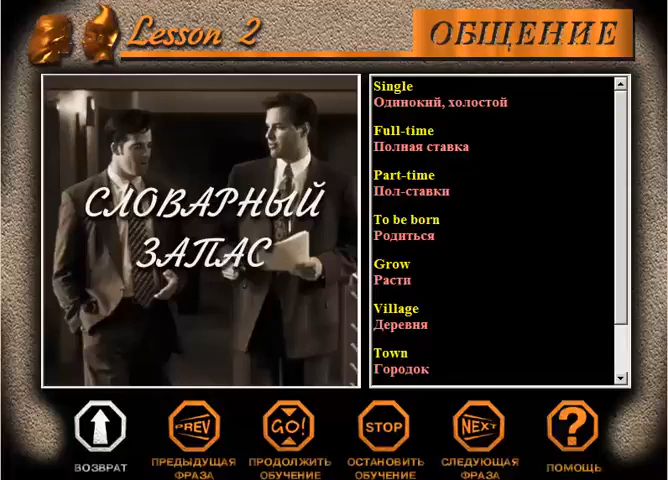 Lesson 2
ОБЩЕНИЕ
СЛОВАРНЫЙ
ЗАПАС
Single
Одинокий, холостой
Full-time
Полная ставка
Part-time
Пол-ставки
To be born
Родиться
Grow
Расти
Village
Деревня
Town
Городок
PREV
GO!
STOP
NEXT
?
ВОЗВРАТ
ПРЕДЫДУЩАЯ
ФРАЗА
ПРОДОЛЖИТЬ
ОБУЧЕНИЕ
ОСТАНОВИТЬ
ОБУЧЕНИЕ
СЛЕДУЮЩАЯ
ФРАЗА
ПОМОЩЬ